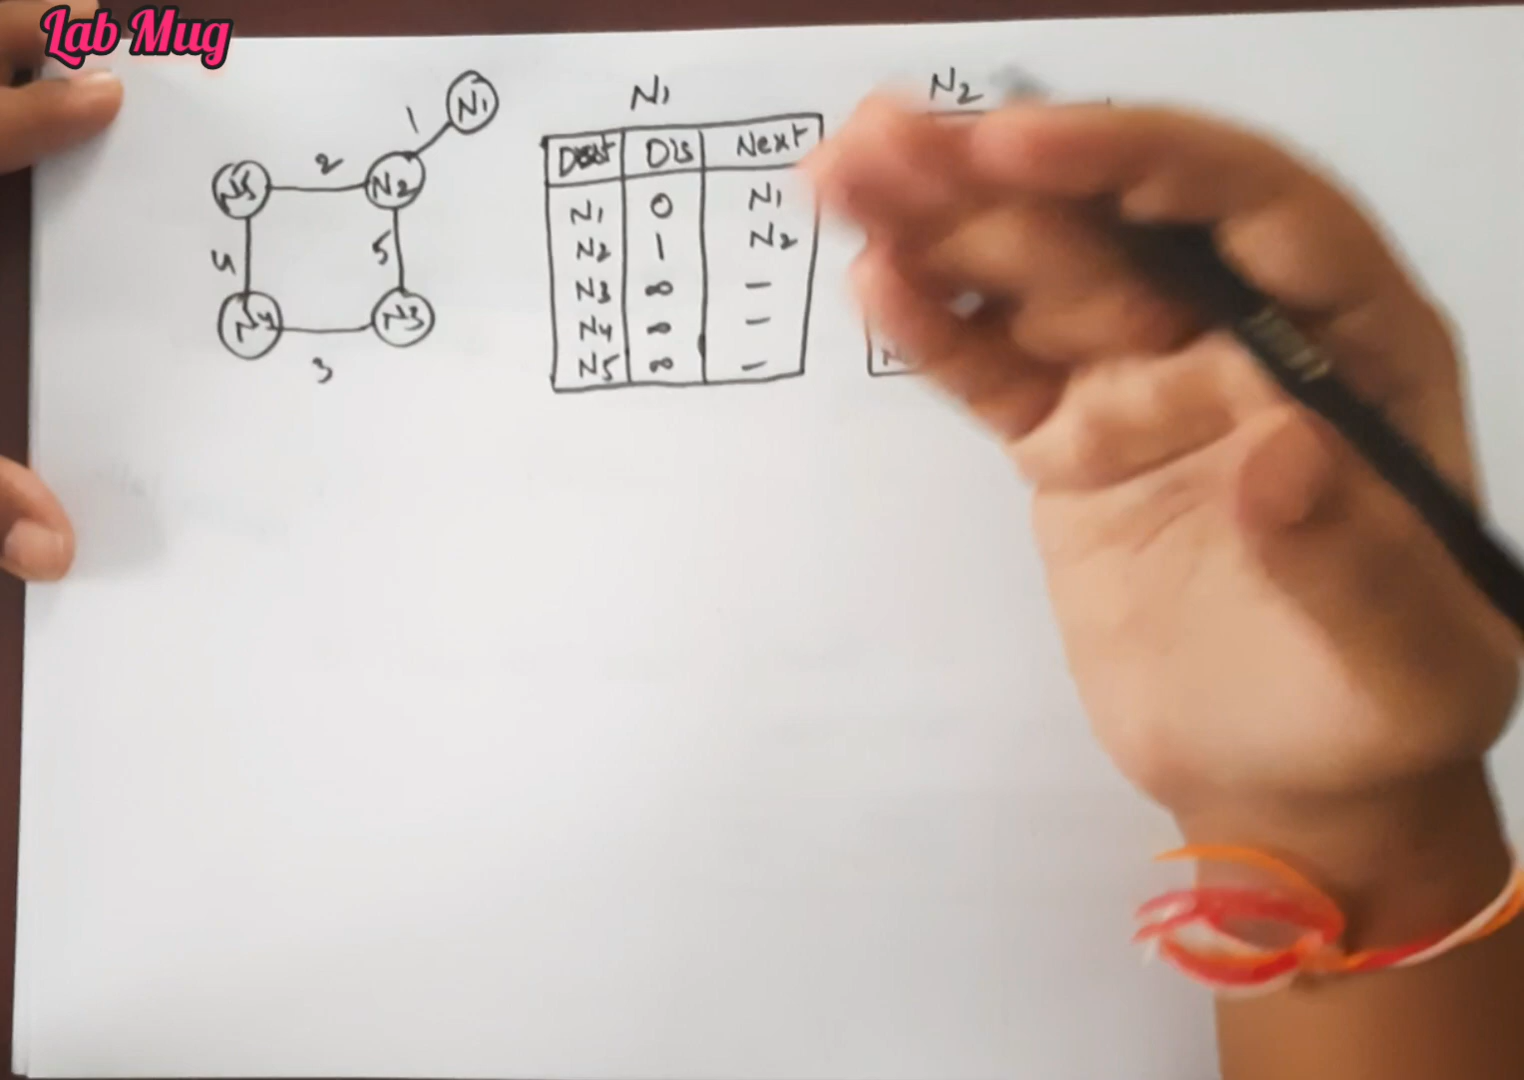 Lab Mug
N1
1
2
N5
N2
4
5
N4
N3
3
N1
Dest Dis Next
N1 0 N1
N2 1 N2
N3 ∞ -
N4 ∞ -
N5 ∞ -
N2